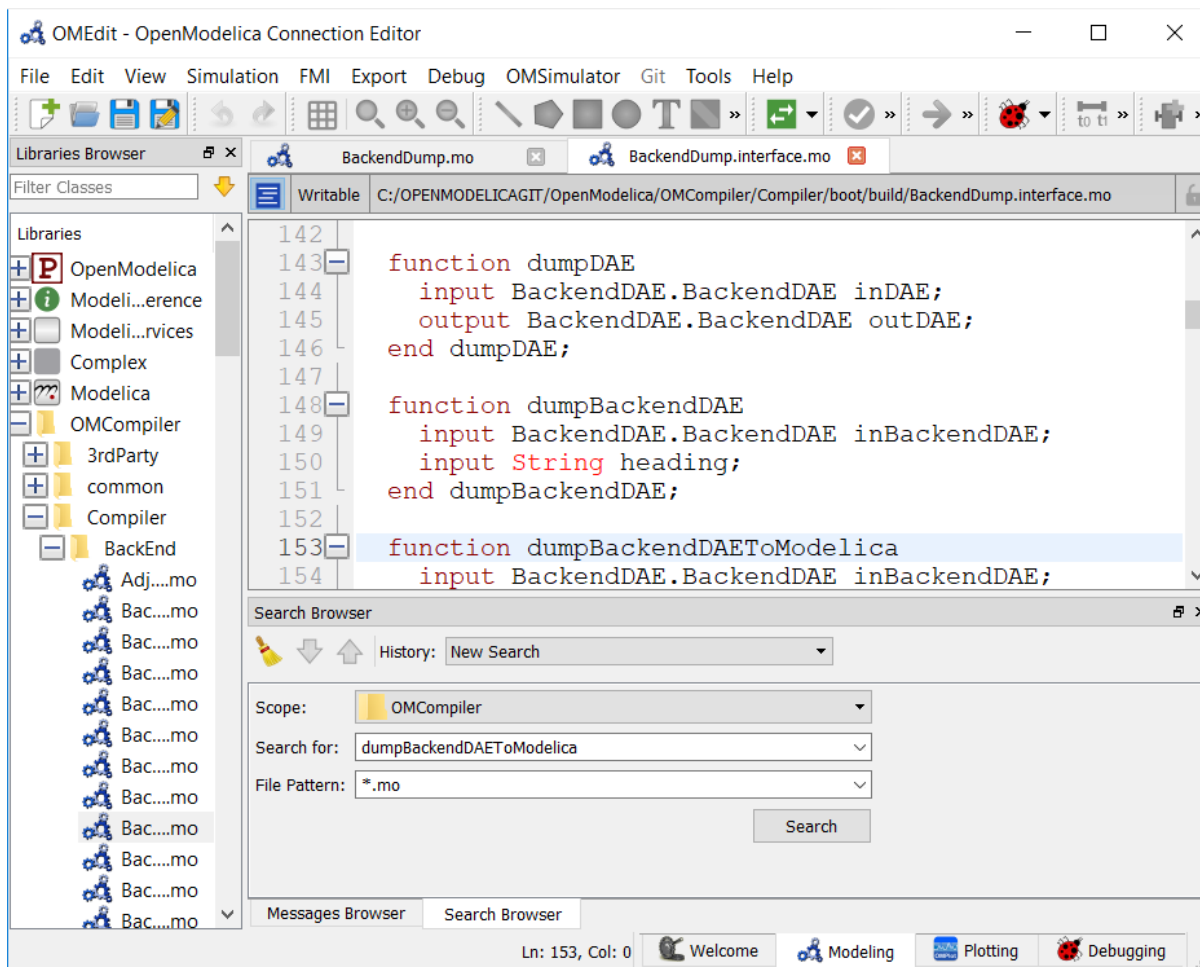 OMEdit - OpenModelica Connection Editor
File Edit View Simulation FMI Export Debug OMSimulator Git Tools Help
T » » » to t1 » »
Libraries Browser
BackendDump.mo
BackendDump.interface.mo
Filter Classes
Writable C:/OPENMODELICAGIT/OpenModelica/OMCompiler/Compiler/boot/build/BackendDump.interface.mo
Libraries
P OpenModelica
i Modeli...erence
Modeli...rvices
Complex
Modelica
OMCompiler
3rdParty
common
Compiler
BackEnd
Adj....mo
Bac....mo
Bac....mo
Bac....mo
Bac....mo
Bac....mo
Bac....mo
Bac....mo
Bac....mo
Bac....mo
Bac....mo
Bac....mo
142
143 function dumpDAE
144 input BackendDAE.BackendDAE inDAE;
145 output BackendDAE.BackendDAE outDAE;
146 end dumpDAE;
147
148 function dumpBackendDAE
149 input BackendDAE.BackendDAE inBackendDAE;
150 input String heading;
151 end dumpBackendDAE;
152
153 function dumpBackendDAEToModelica
154 input BackendDAE.BackendDAE inBackendDAE;
Search Browser
History: New Search
Scope: OMCompiler
Search for: dumpBackendDAEToModelica
File Pattern: *.mo
Search
Messages Browser Search Browser
Ln: 153, Col: 0 Welcome Modeling Plotting Debugging